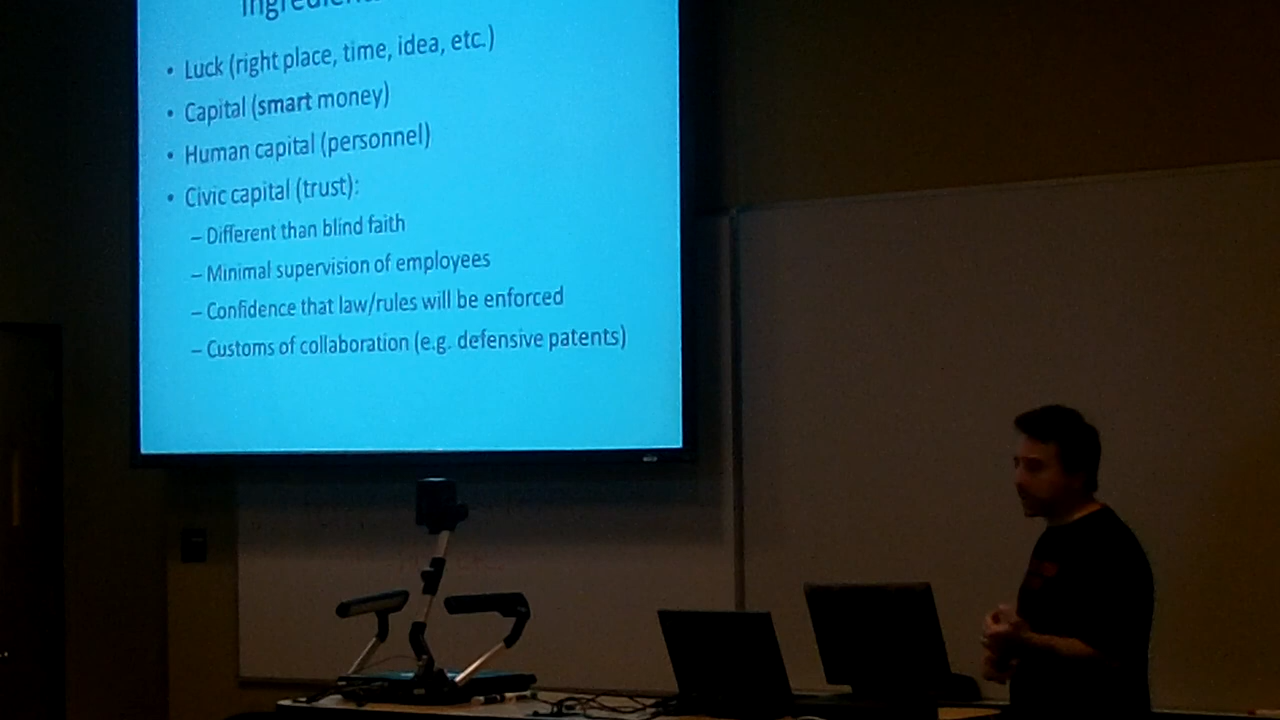 • Luck (right place, time, idea, etc.)
• Capital (smart money)
• Human capital (personnel)
• Civic capital (trust):
– Different than blind faith
– Minimal supervision of employees
– Confidence that law/rules will be enforced
– Customs of collaboration (e.g. defensive patents)